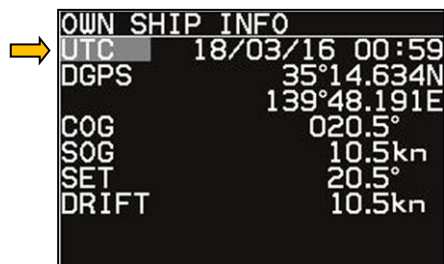 OWN SHIP INFO
UTC 18/03/16 00:59
DGPS 35°14.634N
139°48.191E
COG 020.5°
SOG 10.5kn
SET 20.5°
DRIFT 10.5kn